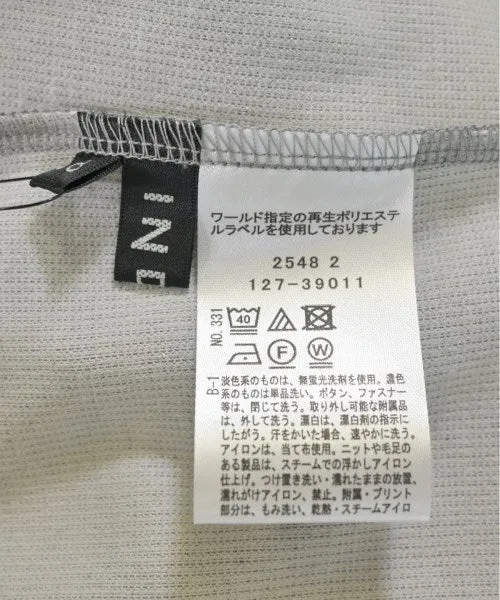 INE
ワールド指定の再生ポリエステ
ルラベルを使用しております
2548 2
127-39011
NO.331
40
F
W
B-1
淡色系のものは、無蛍光洗剤を使用。濃色
系のものは単品洗い。ボタン、ファスナー
等は、閉じて洗う。取り外し可能な附属品
は、外して洗う。漂白は、漂白剤の指示に
したがう。汗をかいた場合、速やかに洗う。
アイロンは、当て布使用。ニットや毛足の
ある製品は、スチームでの浮かしアイロン
仕上げ。つけ置き洗い・濡れたままの放置、
濡れがけアイロン、禁止。附属・プリント
部分は、もみ洗い、乾熱・スチームアイロ